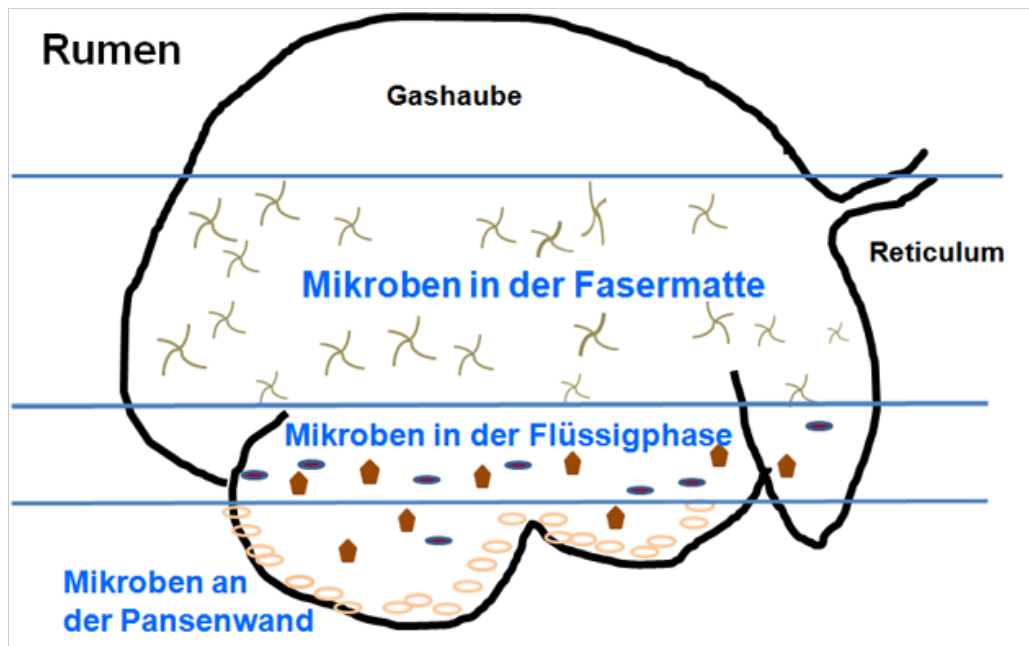 Rumen
Gashaube
Reticulum
Mikroben in der Fasermatte
Mikroben in der Flüssigphase
Mikroben an
der Pansenwand